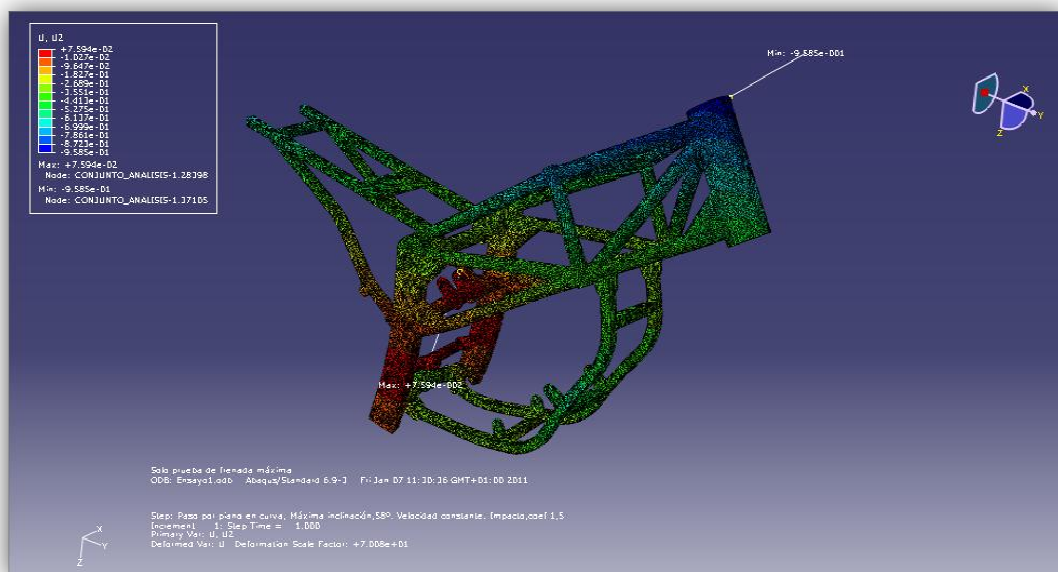 U, U2
+7.594e-02
-1.027e-02
-9.647e-02
-1.827e-01
-2.689e-01
-3.551e-01
-4.413e-01
-5.275e-01
-6.137e-01
-6.999e-01
-7.861e-01
-8.723e-01
-9.585e-01
Max: +7.594e-02
Node: CONJUNTO_ANALISIS-1.28398
Min: -9.585e-01
Node: CONJUNTO_ANALISIS-1.37105
Min: -9.585e-001
X
Y
Z
Max: +7.594e-002
Solo prueba de frenada máxima
ODB: Ensayo1.odb Abaqus/Standard 6.9-3 Fri Jan 07 11:30:36 GMT+01:00 2011
Step: Paso por plano en curva, Máxima inclinación,58º. Velocidad constante. Impacto,coef 1,5
Increment 1: Step Time = 1.000
Primary Var: U, U2
Deformed Var: U Deformation Scale Factor: +7.008e+01
X
Y
Z